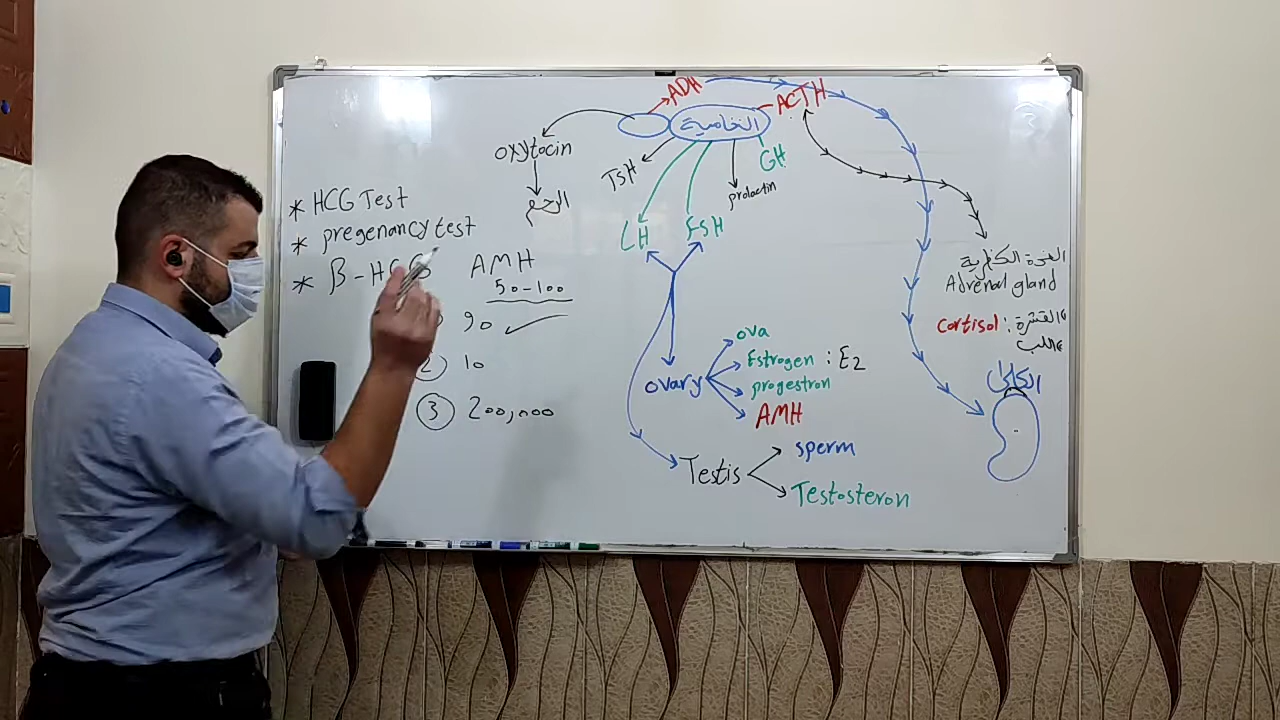 * HCG Test
* pregenancy test
* β-HCG
AMH
50-100
90
2 10
3 200,000
ADH
ACTH
النخامية
oxytocin
الرحم
TSH
LH
FSH
prolactin
GH
ovary
ova
Estrogen : E2
progestron
AMH
Testis
sperm
Testosteron
الغدة الكظرية
Adrenal gland
cortisol : القشرة
اللب
الكلى